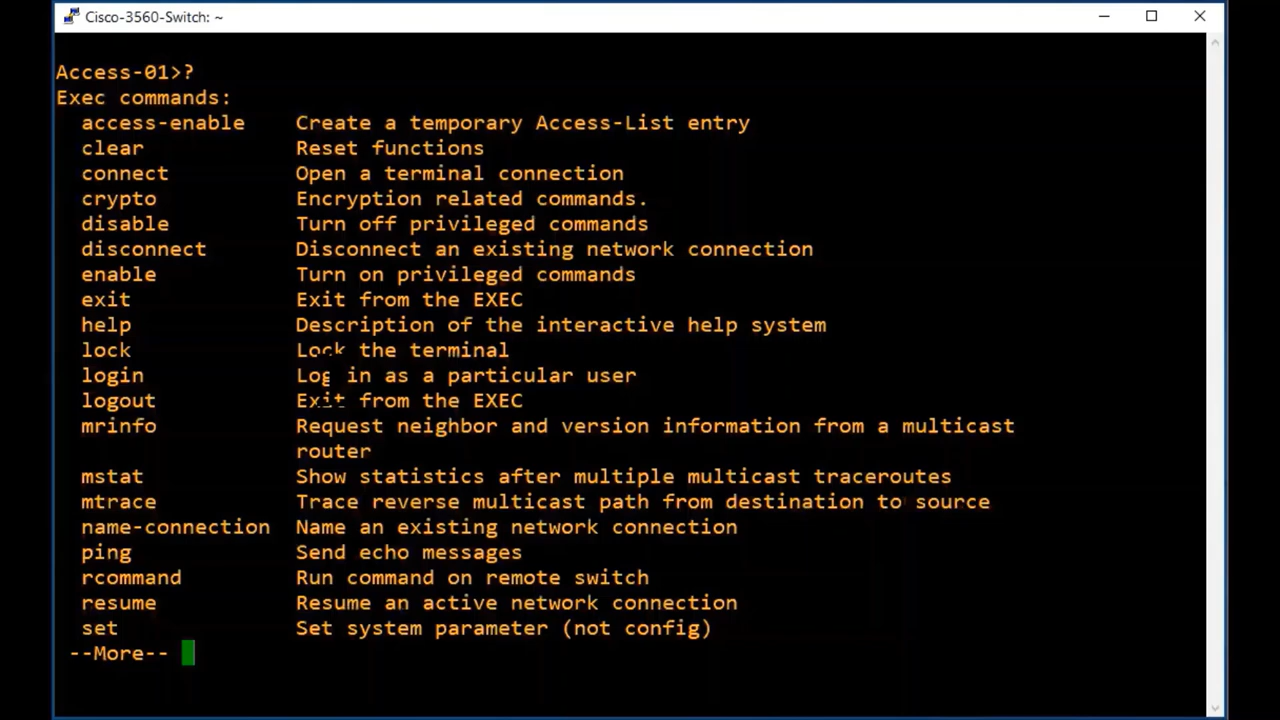 Cisco-3560-Switch: ~
Access-01>?
Exec commands:
access-enable Create a temporary Access-List entry
clear Reset functions
connect Open a terminal connection
crypto Encryption related commands.
disable Turn off privileged commands
disconnect Disconnect an existing network connection
enable Turn on privileged commands
exit Exit from the EXEC
help Description of the interactive help system
lock Lock the terminal
login Log in as a particular user
logout Exit from the EXEC
mrinfo Request neighbor and version information from a multicast
router
mstat Show statistics after multiple multicast traceroutes
mtrace Trace reverse multicast path from destination to source
name-connection Name an existing network connection
ping Send echo messages
rcommand Run command on remote switch
resume Resume an active network connection
set Set system parameter (not config)
--More--